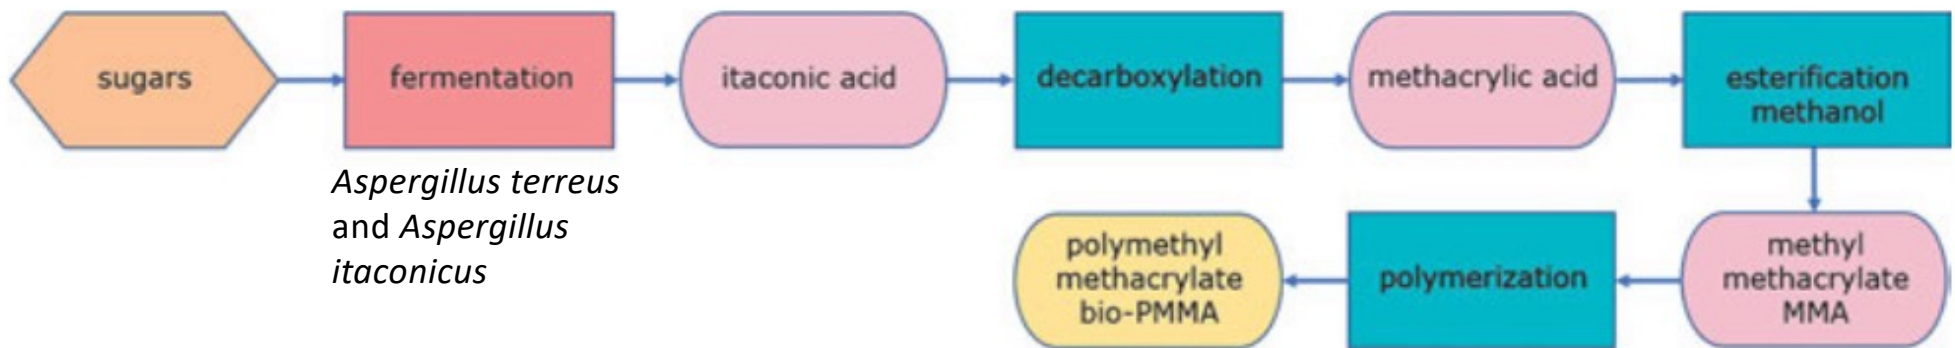 sugars
fermentation
itaconic acid
decarboxylation
methacrylic acid
esterification
methanol
Aspergillus terreus
and Aspergillus
itaconicus
methyl
methacrylate
MMA
polymerization
polymethyl
methacrylate
bio-PMMA